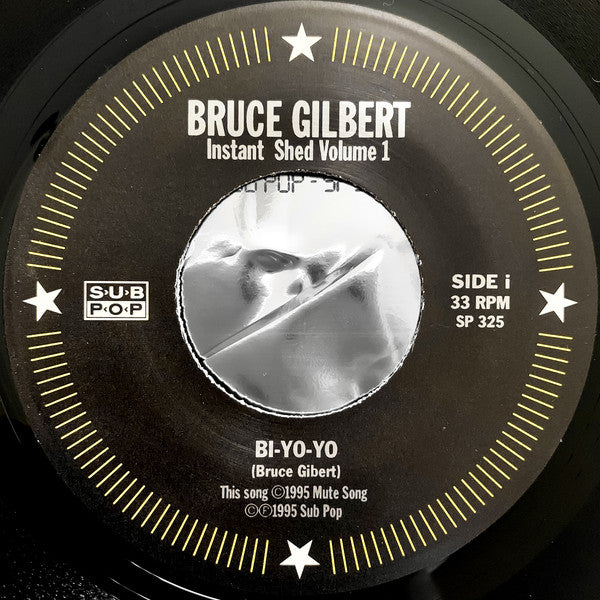 BRUCE GILBERT
Instant Shed Volume 1
SUB
POP
SIDE i
33 RPM
SP 325
BI-YO-YO
(Bruce Gibert)
This song ©1995 Mute Song
©Ⓟ1995 Sub Pop